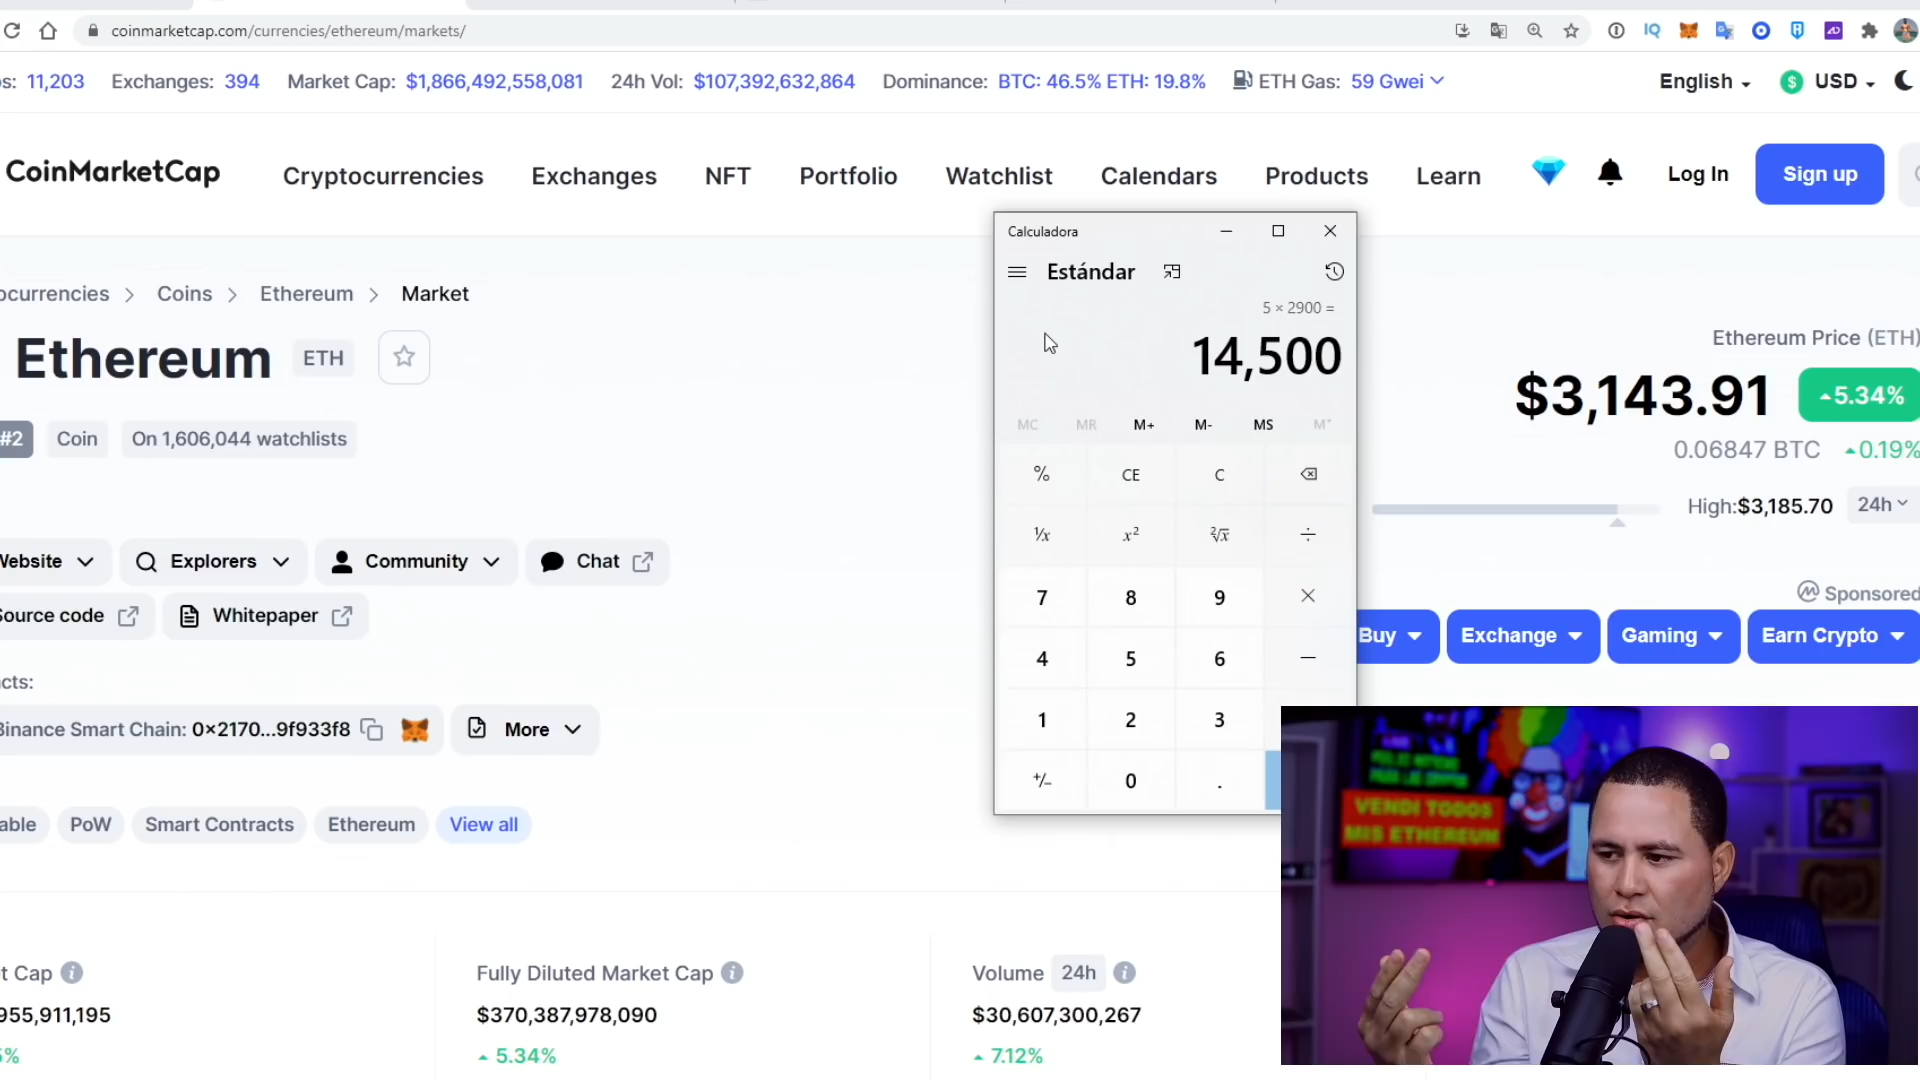 coinmarketcap.com/currencies/ethereum/markets/
11,203 Exchanges: 394 Market Cap: $1,866,492,558,081 24h Vol: $107,392,632,864 Dominance: BTC: 46.5% ETH: 19.8% ETH Gas: 59 Gwei English USD
CoinMarketCap Cryptocurrencies Exchanges NFT Portfolio Watchlist Calendars Products Learn Log In Sign up
Calculadora
Estándar
5 × 2900 =
14,500
MC MR M+ M- MS M˅
% CE C
¹/x x² ²√x ÷
7 8 9 ×
4 5 6 −
1 2 3
+/− 0 .
ocurrencies > Coins > Ethereum > Market
Ethereum ETH
#2 Coin On 1,606,044 watchlists
Ethereum Price (ETH)
$3,143.91 5.34%
0.06847 BTC 0.19%
High:$3,185.70 24h
Website Explorers Community Chat
Source code Whitepaper
Sponsored
Buy Exchange Gaming Earn Crypto
cts:
Binance Smart Chain: 0×2170...9f933f8 More
able PoW Smart Contracts Ethereum View all
VENDI TODOS
MIS ETHEREUM
t Cap Fully Diluted Market Cap Volume 24h
955,911,195 $370,387,978,090 $30,607,300,267
% 5.34% 7.12%